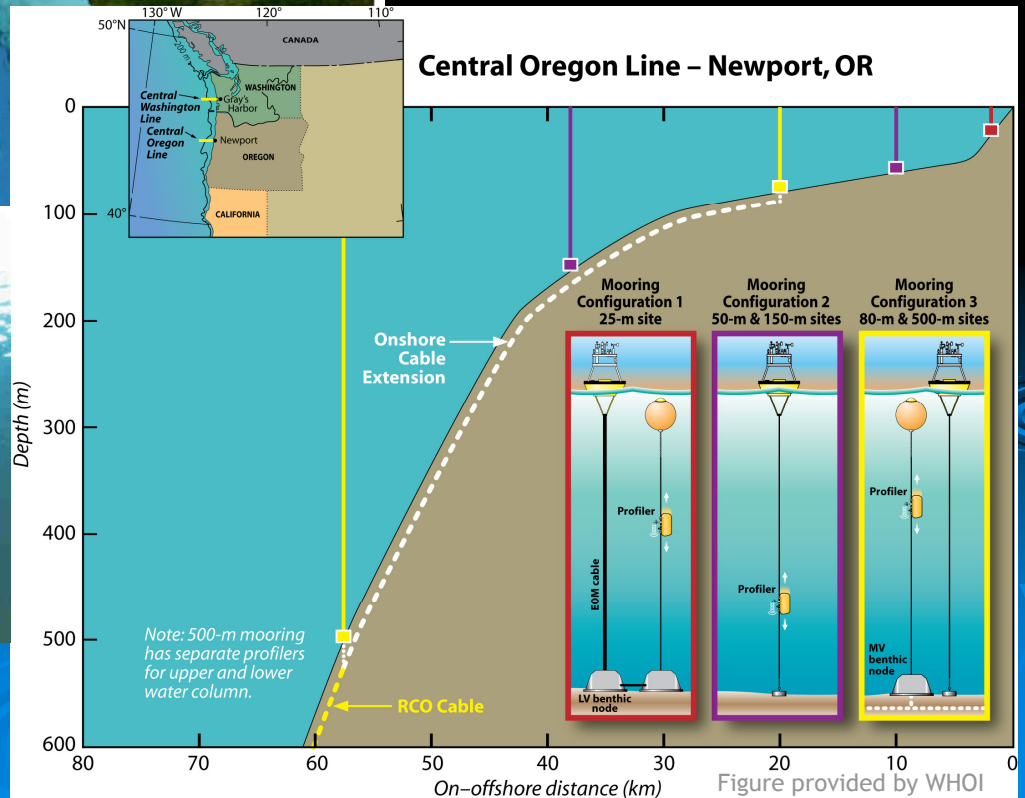 Central Oregon Line – Newport, OR
130°W
120°
110°
50°N
40°
200 m
CANADA
WASHINGTON
Central
Washington
Line
Gray's
Harbor
Central
Oregon
Line
Newport
OREGON
CALIFORNIA
0
100
200
300
400
500
600
Depth (m)
Onshore
Cable
Extension
Mooring
Configuration 1
25-m site
Profiler
EOM cable
LV benthic
node
Mooring
Configuration 2
50-m & 150-m sites
Profiler
Mooring
Configuration 3
80-m & 500-m sites
Profiler
MV
benthic
node
Note: 500-m mooring
has separate profilers
for upper and lower
water column.
RCO Cable
80
70
60
50
40
30
20
10
0
On–offshore distance (km)
Figure provided by WHOI